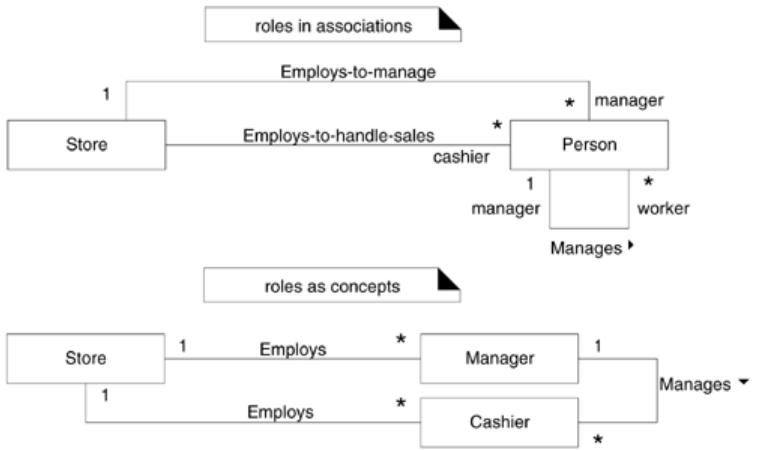 roles in associations
Employs-to-manage
1
* manager
Store
Employs-to-handle-sales
*
cashier
Person
1 *
manager worker
Manages
roles as concepts
Store
1 Employs *
Manager
1
Manages
1
Employs *
Cashier
*